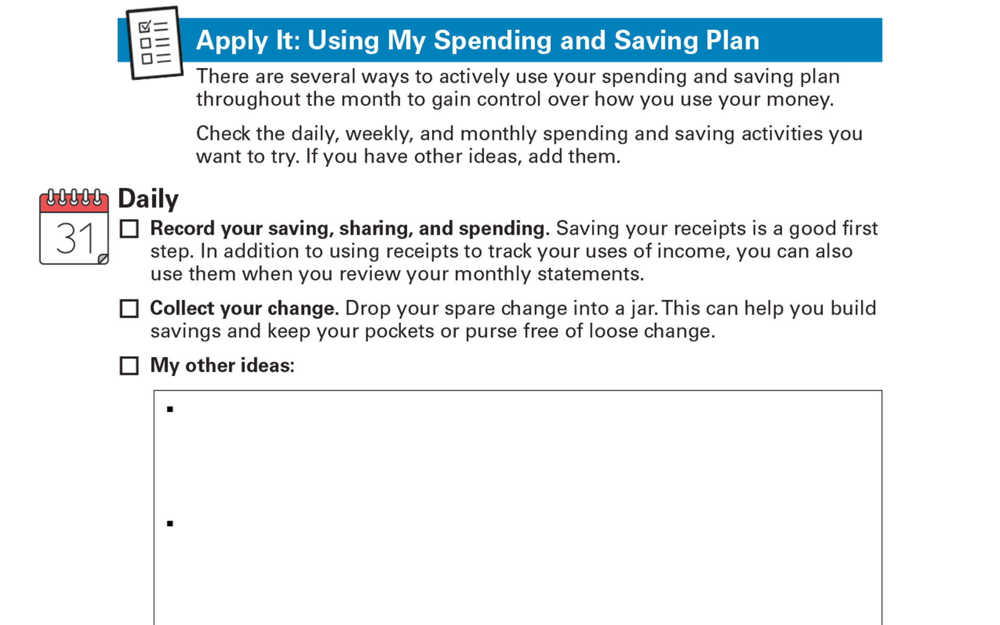 Apply It: Using My Spending and Saving Plan
There are several ways to actively use your spending and saving plan
throughout the month to gain control over how you use your money.
Check the daily, weekly, and monthly spending and saving activities you
want to try. If you have other ideas, add them.
31
Daily
Record your saving, sharing, and spending. Saving your receipts is a good first
step. In addition to using receipts to track your uses of income, you can also
use them when you review your monthly statements.
Collect your change. Drop your spare change into a jar. This can help you build
savings and keep your pockets or purse free of loose change.
My other ideas: